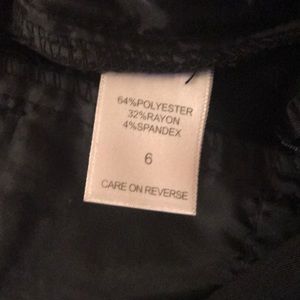 64%POLYESTER
32%RAYON
4%SPANDEX
6
CARE ON REVERSE